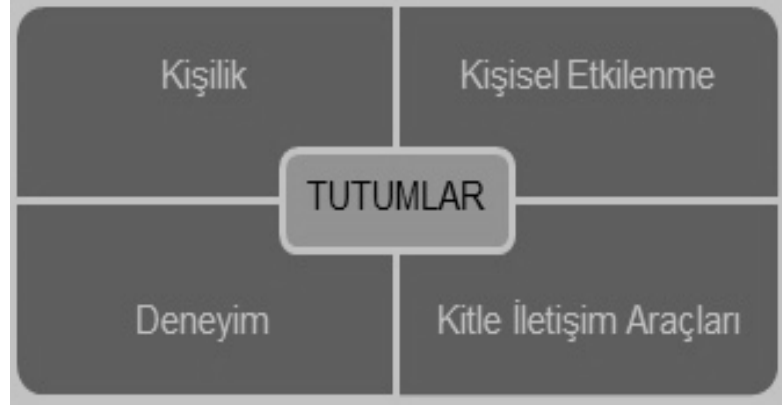 Kişilik
Kişisel Etkilenme
TUTUMLAR
Deneyim
Kitle İletişim Araçları